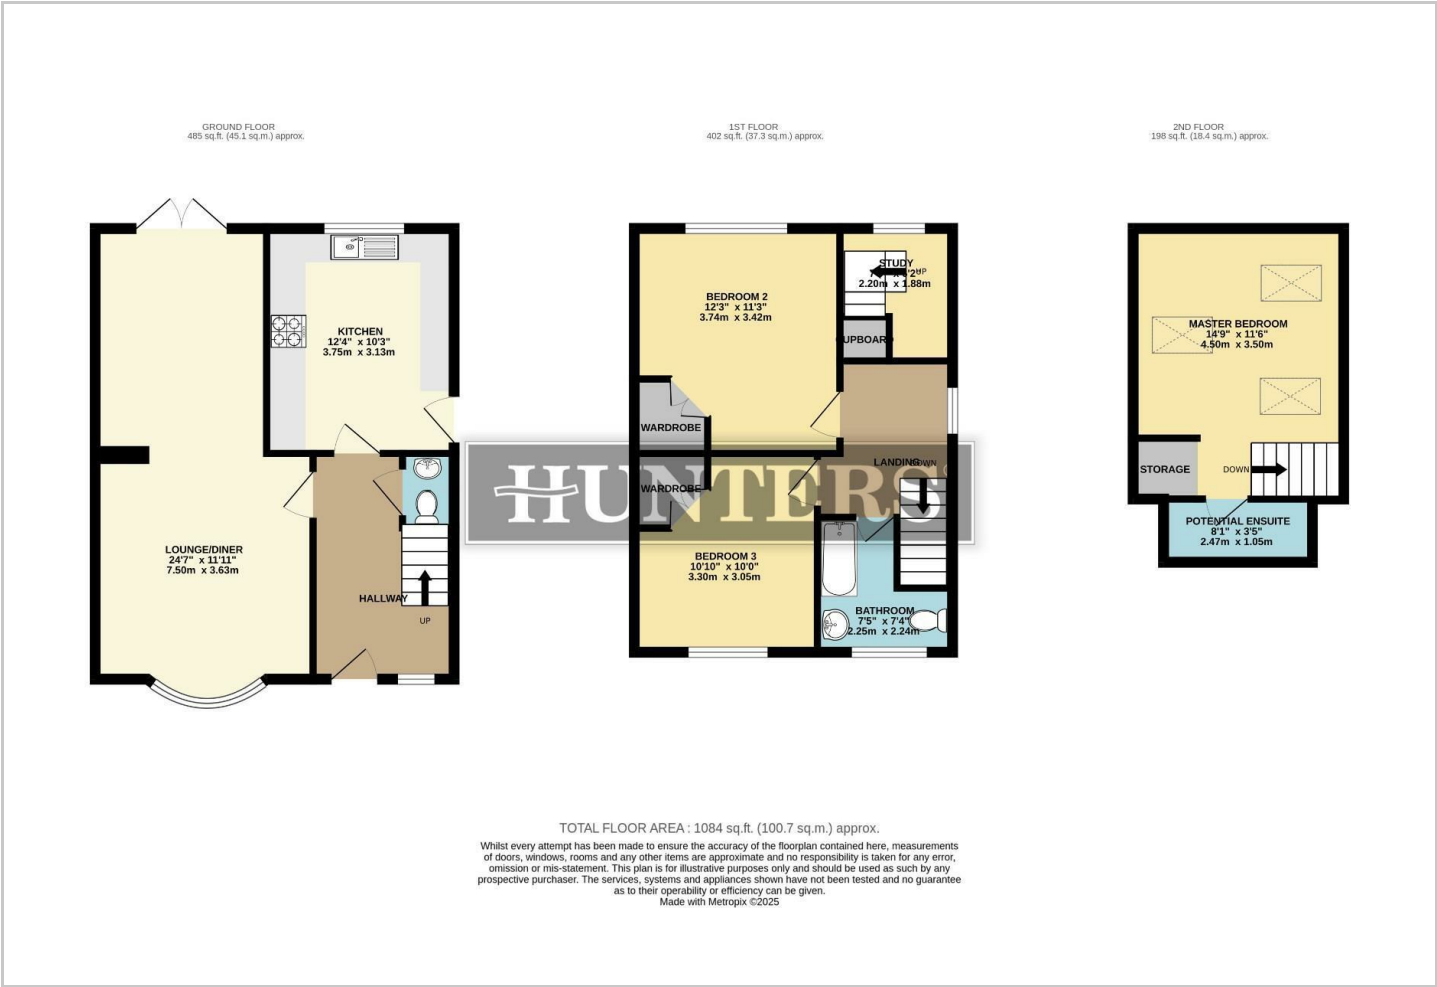 GROUND FLOOR
485 sq.ft. (45.1 sq.m.) approx.
1ST FLOOR
402 sq.ft. (37.3 sq.m.) approx.
2ND FLOOR
198 sq.ft. (18.4 sq.m.) approx.
KITCHEN
12'4" x 10'3"
3.75m x 3.13m
LOUNGE/DINER
24'7" x 11'11"
7.50m x 3.63m
HALLWAY
UP
BEDROOM 2
12'3" x 11'3"
3.74m x 3.42m
STUDY
UP
2.20m x 1.88m
UPBOAR
WARDROBE
WARDROBE
LANDING
DOWN
HUNTERS
BEDROOM 3
10'10" x 10'0"
3.30m x 3.05m
BATHROOM
7'5" x 7'4"
2.25m x 2.24m
MASTER BEDROOM
14'9" x 11'6"
4.50m x 3.50m
STORAGE
DOWN
POTENTIAL ENSUITE
8'1" x 3'5"
2.47m x 1.05m
TOTAL FLOOR AREA : 1084 sq.ft. (100.7 sq.m.) approx.
Whilst every attempt has been made to ensure the accuracy of the floorplan contained here, measurements
of doors, windows, rooms and any other items are approximate and no responsibility is taken for any error,
omission or mis-statement. This plan is for illustrative purposes only and should be used as such by any
prospective purchaser. The services, systems and appliances shown have not been tested and no guarantee
as to their operability or efficiency can be given.
Made with Metropix ©2025